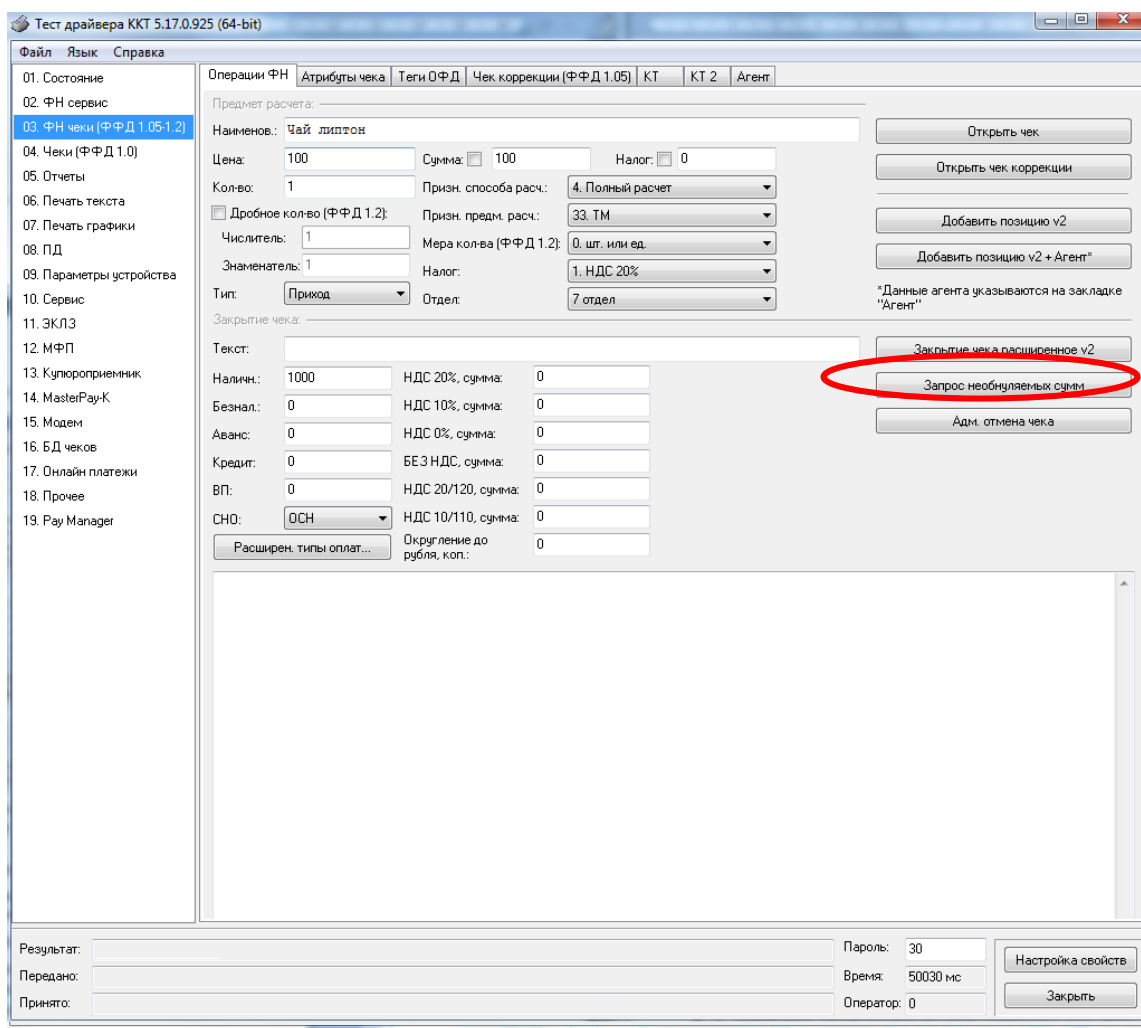 Тест драйвера ККТ 5.17.0.925 (64-bit)
Файл Язык Справка
01. Состояние
02. ФН сервис
03. ФН чеки (ФФД 1.05-1.2)
04. Чеки (ФФД 1.0)
05. Отчеты
06. Печать текста
07. Печать графики
08. ПД
09. Параметры устройства
10. Сервис
11. ЭКЛЗ
12. МФП
13. Купюроприемник
14. MasterPay-K
15. Модем
16. БД чеков
17. Онлайн платежи
18. Прочее
19. Pay Manager
Операции ФН Атрибуты чека Теги ОФД Чек коррекции (ФФД 1.05) КТ КТ 2 Агент
Предмет расчета:
Наименов.: Чай липтон
Цена: 100 Сумма: 100 Налог: 0
Кол-во: 1 Призн. способа расч.: 4. Полный расчет
Дробное кол-во (ФФД 1.2): Призн. предм. расч.: 33. ТМ
Числитель: 1 Мера кол-ва (ФФД 1.2): 0. шт. или ед.
Знаменатель: 1 Налог: 1. НДС 20%
Тип: Приход Отдел: 7 отдел
Открыть чек
Открыть чек коррекции
Добавить позицию v2
Добавить позицию v2 + Агент*
*Данные агента указываются на закладке
"Агент"
Закрытие чека:
Текст:
Наличн.: 1000 НДС 20%, сумма: 0
Безнал.: 0 НДС 10%, сумма: 0
Аванс: 0 НДС 0%, сумма: 0
Кредит: 0 БЕЗ НДС, сумма: 0
ВП: 0 НДС 20/120, сумма: 0
СНО: ОСН НДС 10/110, сумма: 0
Расширен. типы оплат... Округление до
рубля, коп.: 0
Закрытие чека расширенное v2
Запрос необнуляемых сумм
Адм. отмена чека
Результат: Пароль: 30
Передано: Время: 50030 мс
Принято: Оператор: 0
Настройка свойств
Закрыть